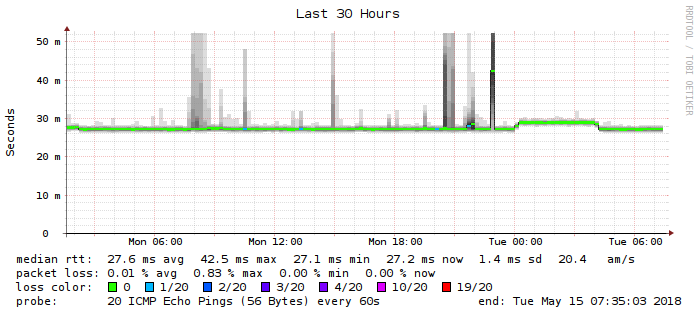 Last 30 Hours
RRDTOOL / TOBI OETIKER
Seconds
50 m
40 m
30 m
20 m
10 m
0
Mon 06:00 Mon 12:00 Mon 18:00 Tue 00:00 Tue 06:00
median rtt: 27.6 ms avg 42.5 ms max 27.1 ms min 27.2 ms now 1.4 ms sd 20.4 am/s
packet loss: 0.01 % avg 0.83 % max 0.00 % min 0.00 % now
loss color: 0 1/20 2/20 3/20 4/20 10/20 19/20
probe: 20 ICMP Echo Pings (56 Bytes) every 60s end: Tue May 15 07:35:03 2018